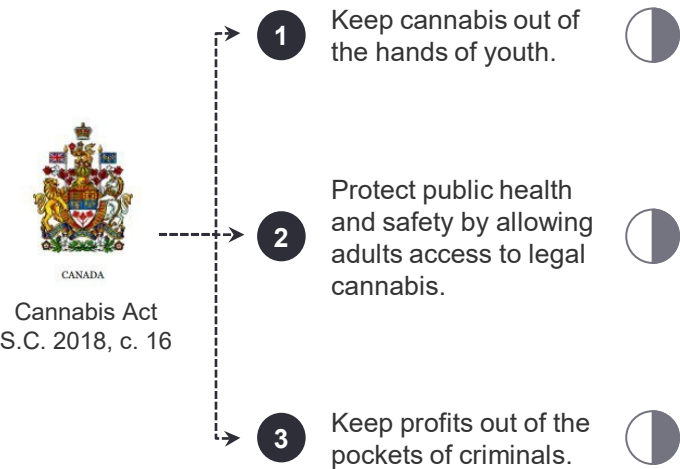 1
Keep cannabis out of
the hands of youth.
CANADA
Cannabis Act
S.C. 2018, c. 16
2
Protect public health
and safety by allowing
adults access to legal
cannabis.
3
Keep profits out of the
pockets of criminals.